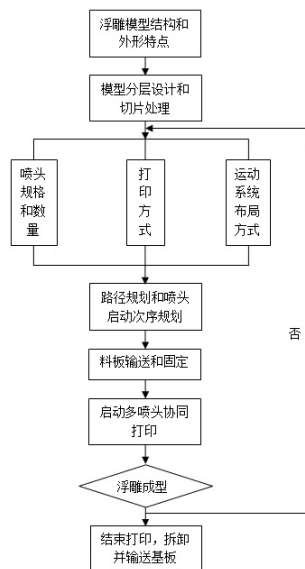 浮雕模型结构和
外形特点
模型分层设计和
切片处理
喷头
规格
和数
量
打
印
方
式
运动
系统
布局
方式
路径规划和喷头
启动次序规划
否
料板输送和固定
启动多喷头协同
打印
浮雕成型
结束打印，拆卸
并输送基板